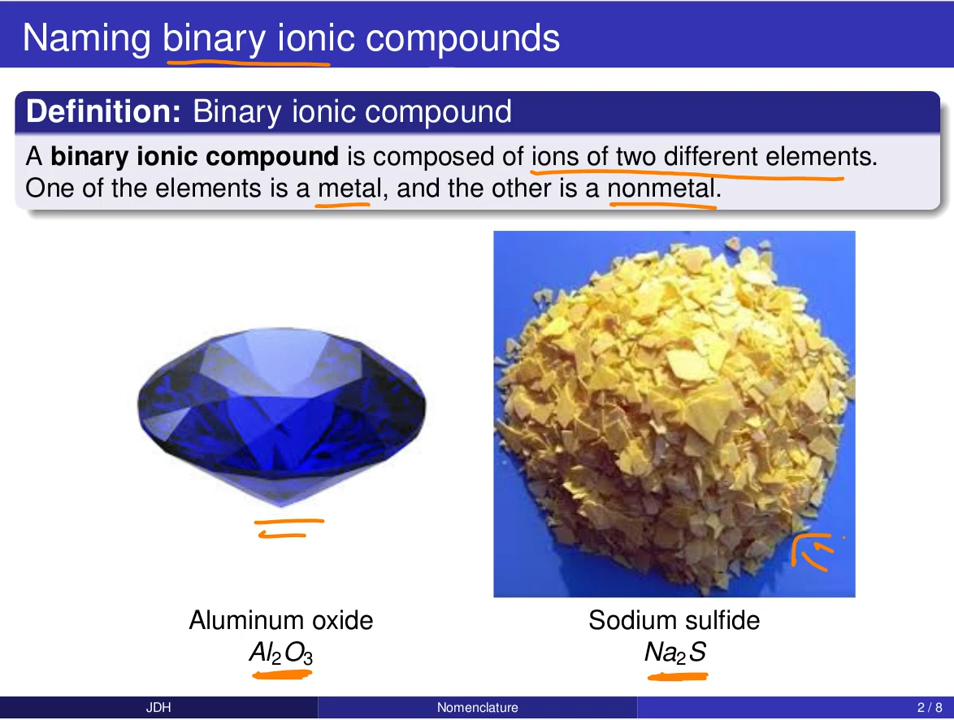 Naming binary ionic compounds
Definition: Binary ionic compound
A binary ionic compound is composed of ions of two different elements.
One of the elements is a metal, and the other is a nonmetal.
Aluminum oxide
Al₂O₃
Sodium sulfide
Na₂S
JDH
Nomenclature
2 / 8